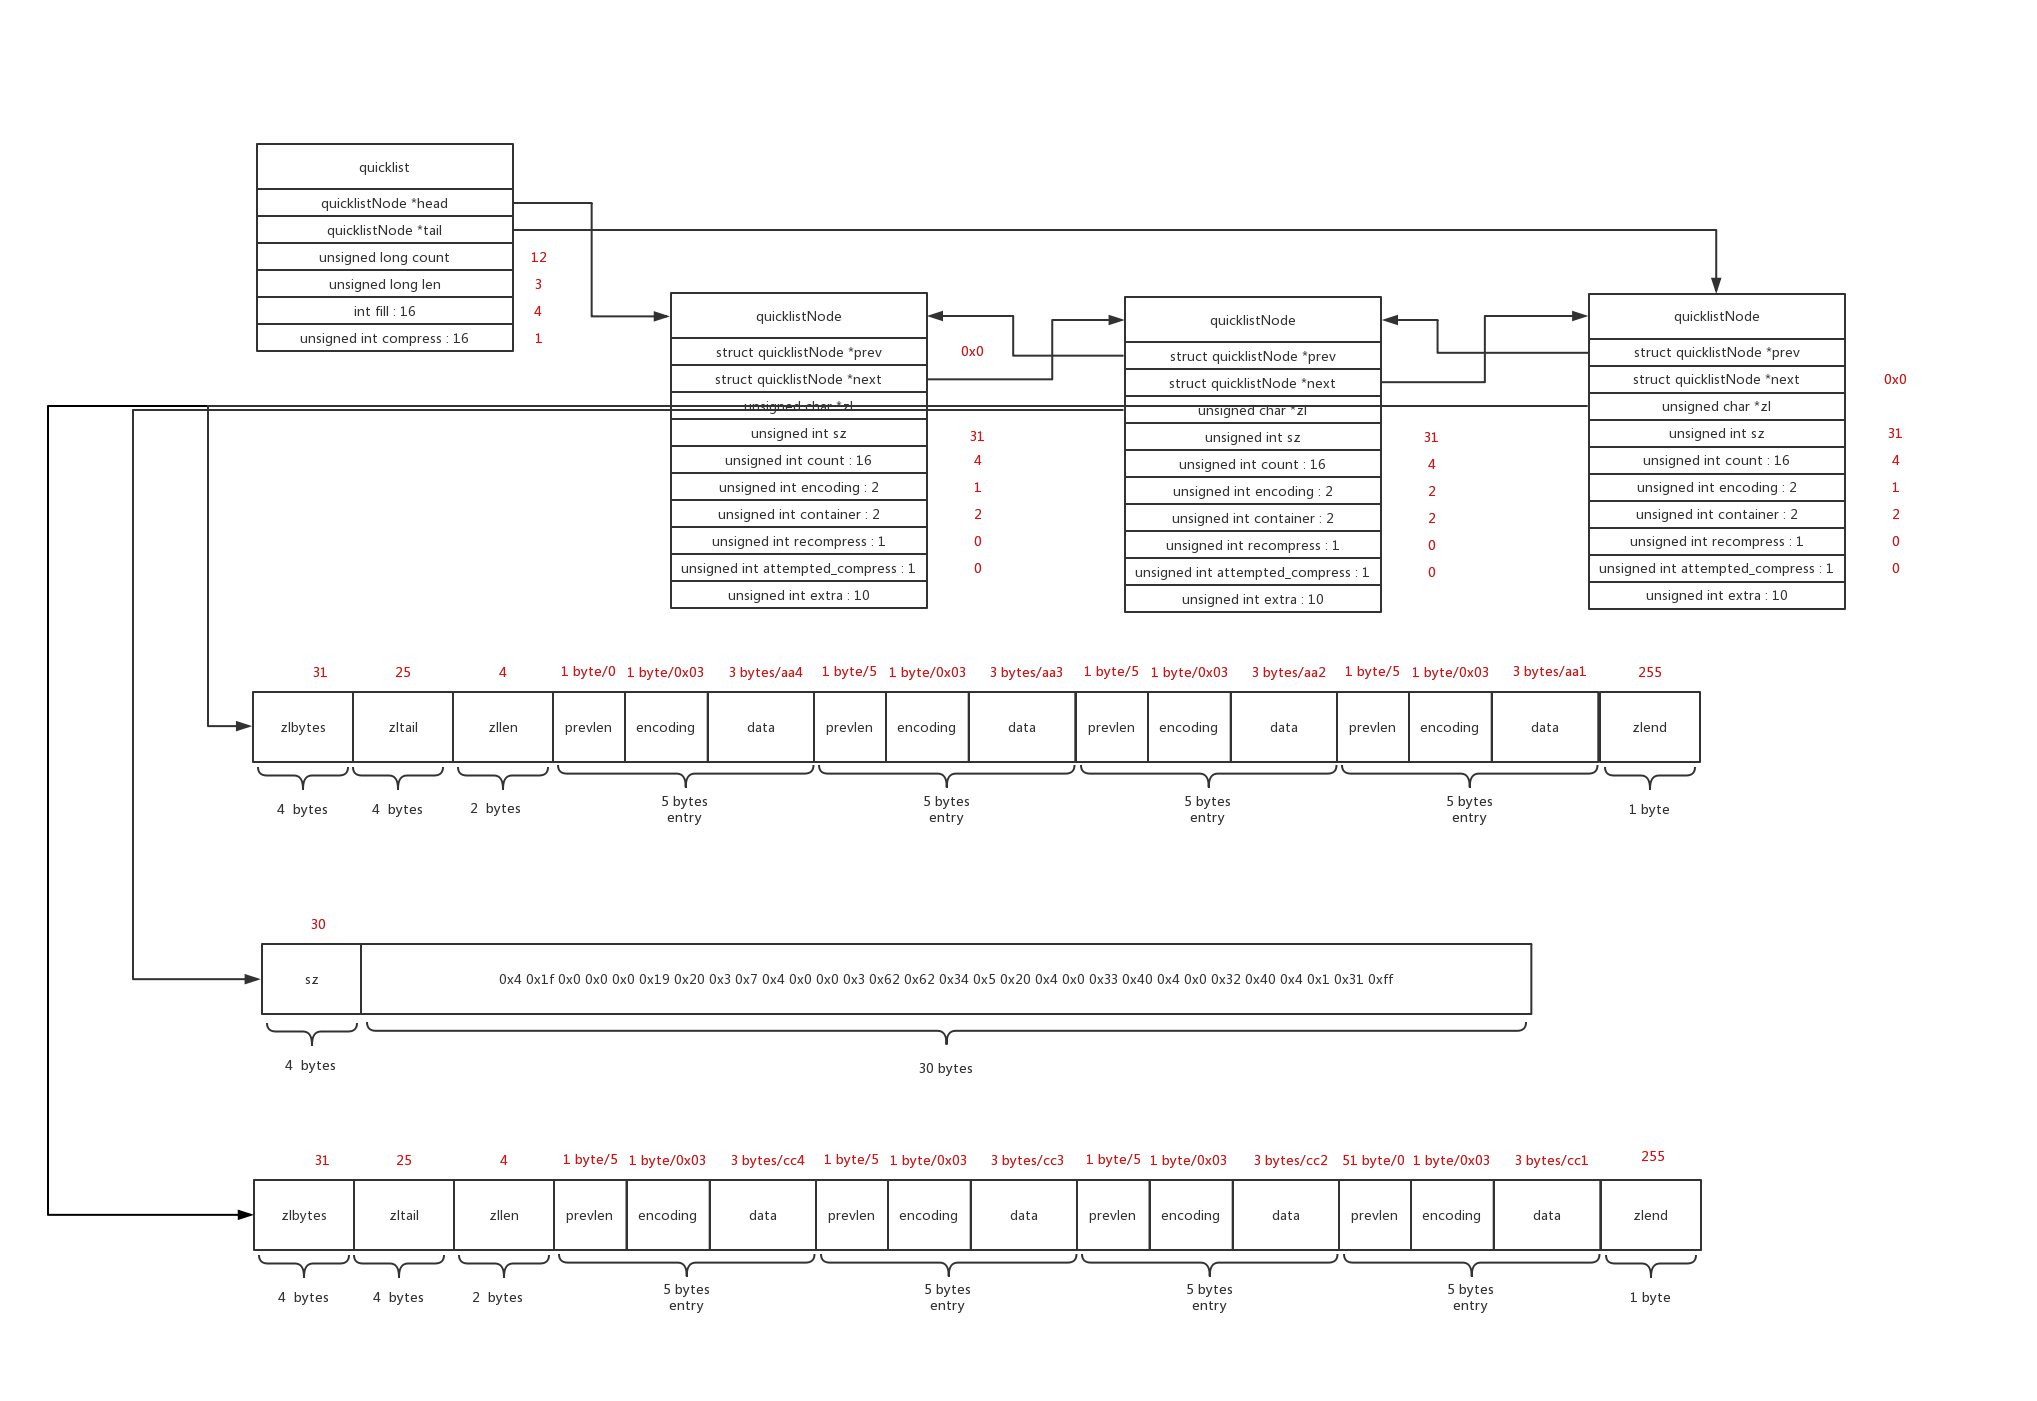 quicklist
quicklistNode *head
quicklistNode *tail
unsigned long count 12
unsigned long len 3
int fill : 16 4
unsigned int compress : 16 1
quicklistNode
struct quicklistNode *prev 0x0
struct quicklistNode *next
unsigned char *zl
unsigned int sz 31
unsigned int count : 16 4
unsigned int encoding : 2 1
unsigned int container : 2 2
unsigned int recompress : 1 0
unsigned int attempted_compress : 1 0
unsigned int extra : 10
quicklistNode
struct quicklistNode *prev
struct quicklistNode *next
unsigned char *zl
unsigned int sz 31
unsigned int count : 16 4
unsigned int encoding : 2 2
unsigned int container : 2 2
unsigned int recompress : 1 0
unsigned int attempted_compress : 1 0
unsigned int extra : 10
quicklistNode
struct quicklistNode *prev
struct quicklistNode *next 0x0
unsigned char *zl
unsigned int sz 31
unsigned int count : 16 4
unsigned int encoding : 2 1
unsigned int container : 2 2
unsigned int recompress : 1 0
unsigned int attempted_compress : 1 0
unsigned int extra : 10
31 25 4 1 byte/0 1 byte/0x03 3 bytes/aa4 1 byte/5 1 byte/0x03 3 bytes/aa3 1 byte/5 1 byte/0x03 3 bytes/aa2 1 byte/5 1 byte/0x03 3 bytes/aa1 255
zlbytes zltail zllen prevlen encoding data prevlen encoding data prevlen encoding data prevlen encoding data zlend
4 bytes 4 bytes 2 bytes 5 bytes 5 bytes 5 bytes 5 bytes 1 byte
entry entry entry entry
30
sz 0x4 0x1f 0x0 0x0 0x0 0x19 0x20 0x3 0x7 0x4 0x0 0x0 0x3 0x62 0x62 0x34 0x5 0x20 0x4 0x0 0x33 0x40 0x4 0x0 0x32 0x40 0x4 0x1 0x31 0xff
4 bytes 30 bytes
31 25 4 1 byte/5 1 byte/0x03 3 bytes/cc4 1 byte/5 1 byte/0x03 3 bytes/cc3 1 byte/5 1 byte/0x03 3 bytes/cc2 51 byte/0 1 byte/0x03 3 bytes/cc1 255
zlbytes zltail zllen prevlen encoding data prevlen encoding data prevlen encoding data prevlen encoding data zlend
4 bytes 4 bytes 2 bytes 5 bytes 5 bytes 5 bytes 5 bytes 1 byte
entry entry entry entry